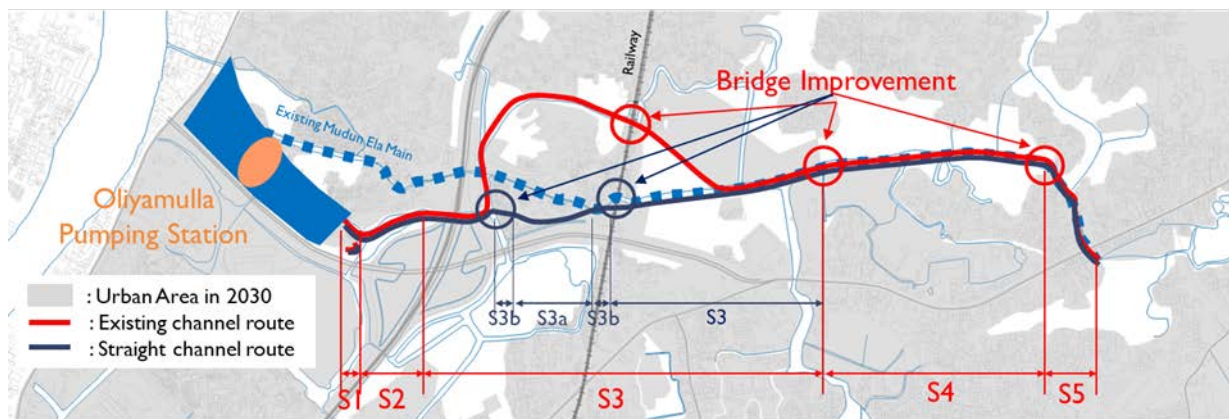 Railway
Bridge Improvement
Existing Mudun Ela Main
Oliyamulla
Pumping Station
: Urban Area in 2030
: Existing channel route
: Straight channel route
S3b
S3a
S3b
S3
S1
S2
S3
S4
S5